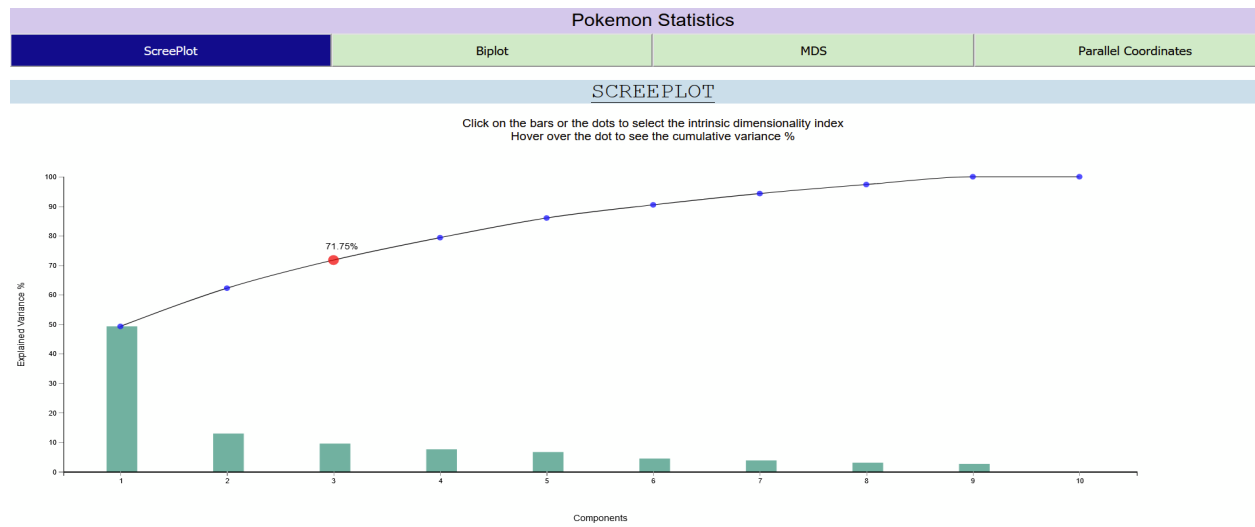 Pokemon Statistics
ScreePlot Biplot MDS Parallel Coordinates
SCREEPLOT
Click on the bars or the dots to select the intrinsic dimensionality index
Hover over the dot to see the cumulative variance %
100
90
80
71.75%
70
60
50
40
30
20
10
0
Explained Variance %
1 2 3 4 5 6 7 8 9 10
Components